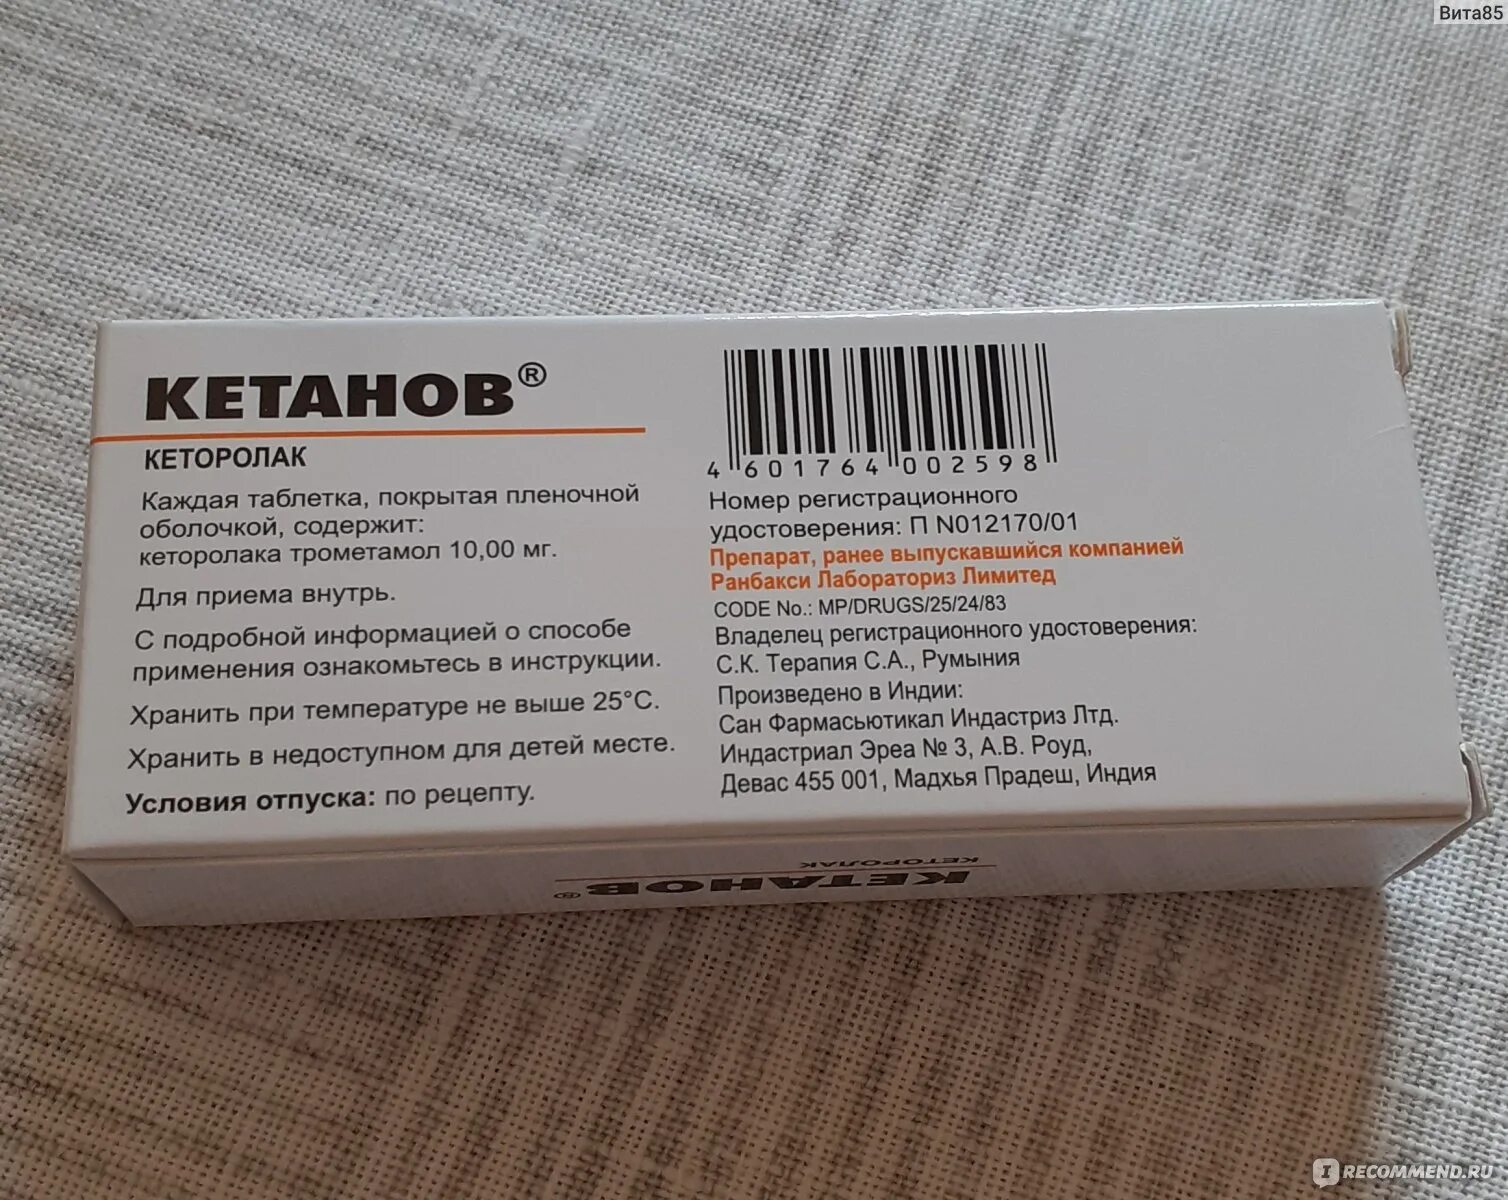 Вита85
КЕТАНОВ®
КЕТОРОЛАК
Каждая таблетка, покрытая пленочной
оболочкой, содержит:
кеторолака трометамол 10,00 мг.
Для приема внутрь.
С подробной информацией о способе
применения ознакомьтесь в инструкции.
Хранить при температуре не выше 25°С.
Хранить в недоступном для детей месте.
Условия отпуска: по рецепту.
4 601764 002598
Номер регистрационного
удостоверения: П N012170/01
Препарат, ранее выпускавшийся компанией
Ранбакси Лабораториз Лимитед
CODE No.: MP/DRUGS/25/24/83
Владелец регистрационного удостоверения:
С.К. Терапия С.А., Румыния
Произведено в Индии:
Сан Фармасьютикал Индастриз Лтд.
Индастриал Эреа № 3, А.В. Роуд,
Девас 455 001, Мадхья Прадеш, Индия
КЕТАНОВ®
КЕТОРОЛАК
IRECOMMEND.RU